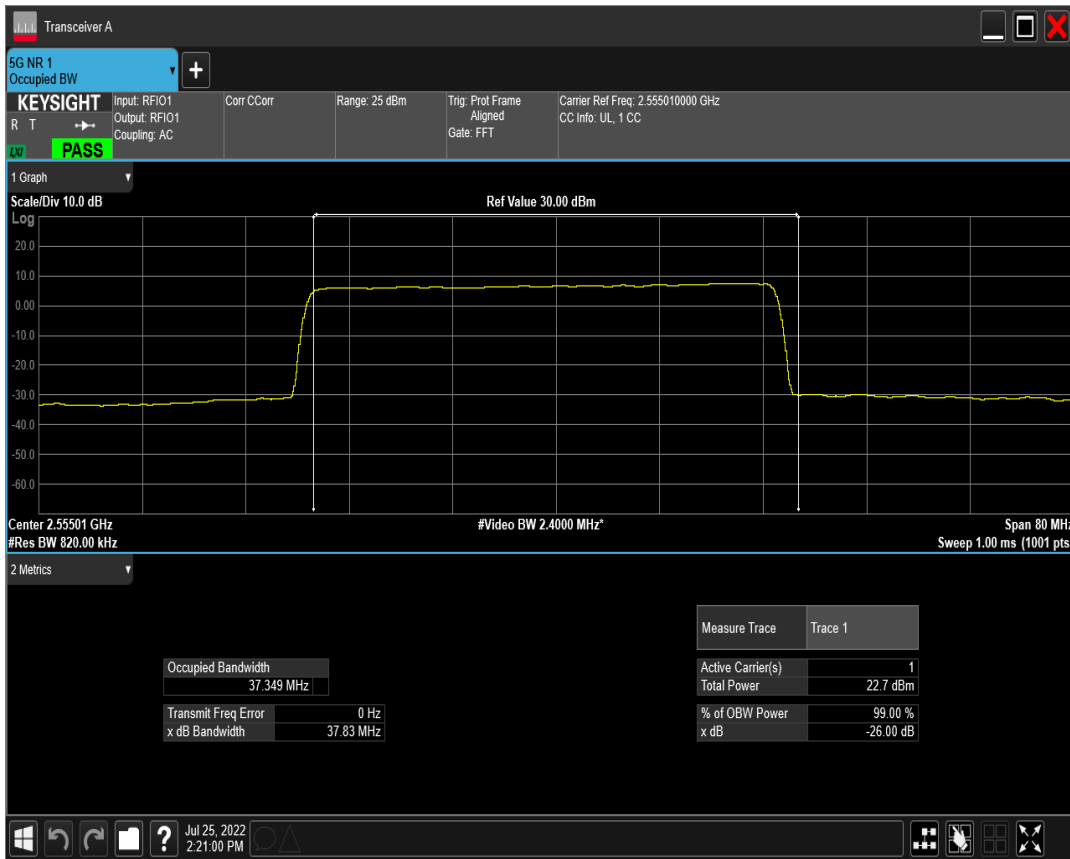 Transceiver A
5G NR 1
Occupied BW
KEYSIGHT
R T
LXI
PASS
Input: RFIO1
Output: RFIO1
Coupling: AC
Corr CCorr
Range: 25 dBm
Trig: Prot Frame
Aligned
Gate: FFT
Carrier Ref Freq: 2.555010000 GHz
CC Info: UL, 1 CC
1 Graph
Scale/Div 10.0 dB
Ref Value 30.00 dBm
Log
20.0
10.0
0.00
-10.0
-20.0
-30.0
-40.0
-50.0
-60.0
Center 2.55501 GHz
#Video BW 2.4000 MHz*
Span 80 MHz
#Res BW 820.00 kHz
Sweep 1.00 ms (1001 pts
2 Metrics
Measure Trace Trace 1
Occupied Bandwidth
37.349 MHz
Active Carrier(s) 1
Total Power 22.7 dBm
Transmit Freq Error 0 Hz
x dB Bandwidth 37.83 MHz
% of OBW Power 99.00 %
x dB -26.00 dB
?
Jul 25, 2022
2:21:00 PM